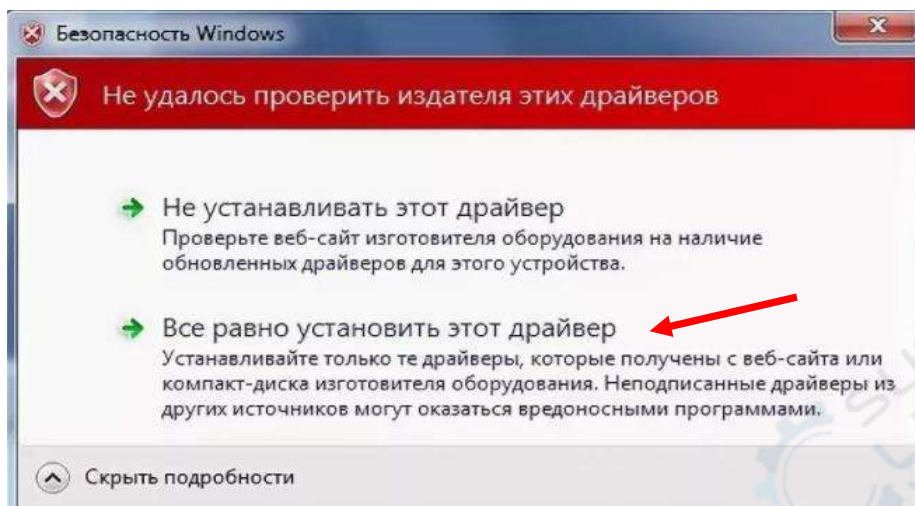 Безопасность Windows
Не удалось проверить издателя этих драйверов
Не устанавливать этот драйвер
Проверьте веб-сайт изготовителя оборудования на наличие
обновленных драйверов для этого устройства.
Все равно установить этот драйвер
Устанавливайте только те драйверы, которые получены с веб-сайта или
компакт-диска изготовителя оборудования. Неподписанные драйверы из
других источников могут оказаться вредоносными программами.
Скрыть подробности